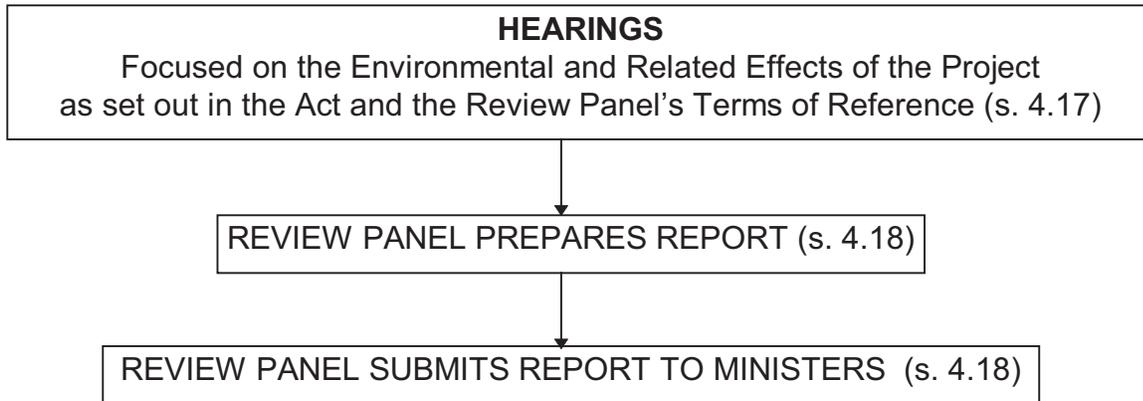 HEARINGS
Focused on the Environmental and Related Effects of the Project
as set out in the Act and the Review Panel’s Terms of Reference (s. 4.17)
REVIEW PANEL PREPARES REPORT (s. 4.18)
REVIEW PANEL SUBMITS REPORT TO MINISTERS  (s. 4.18)